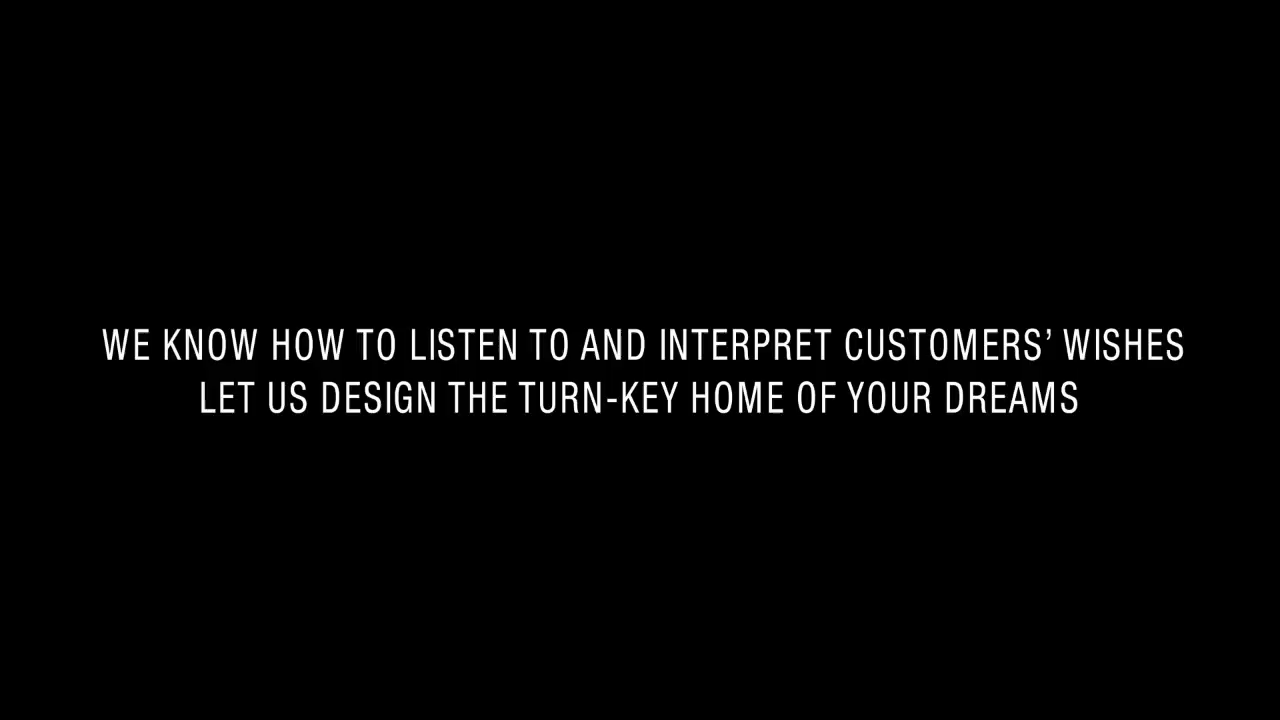 WE KNOW HOW TO LISTEN TO AND INTERPRET CUSTOMERS’ WISHES
LET US DESIGN THE TURN-KEY HOME OF YOUR DREAMS